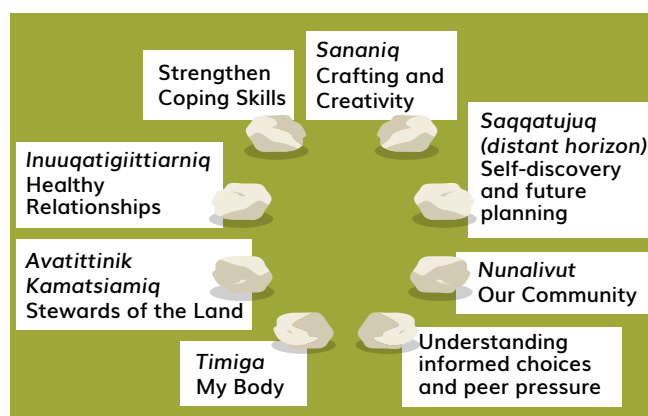 Strengthen
Coping Skills
Sananiq
Crafting and
Creativity
Saqqatujuq
(distant horizon)
Self-discovery
and future
planning
Nunalivut
Our Community
Understanding
informed choices
and peer pressure
Timiga
My Body
Avatittinik
Kamatsiamiq
Stewards of the Land
Inuuqatigiittiarniq
Healthy
Relationships